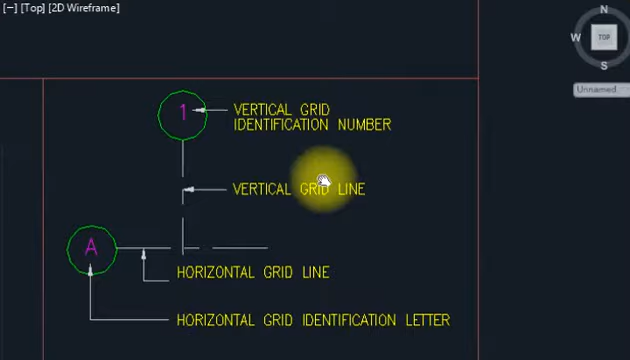 [−] [Top] [2D Wireframe]
N
W
TOP
S
Unnamed
1
VERTICAL GRID
IDENTIFICATION NUMBER
VERTICAL GRID LINE
A
HORIZONTAL GRID LINE
HORIZONTAL GRID IDENTIFICATION LETTER